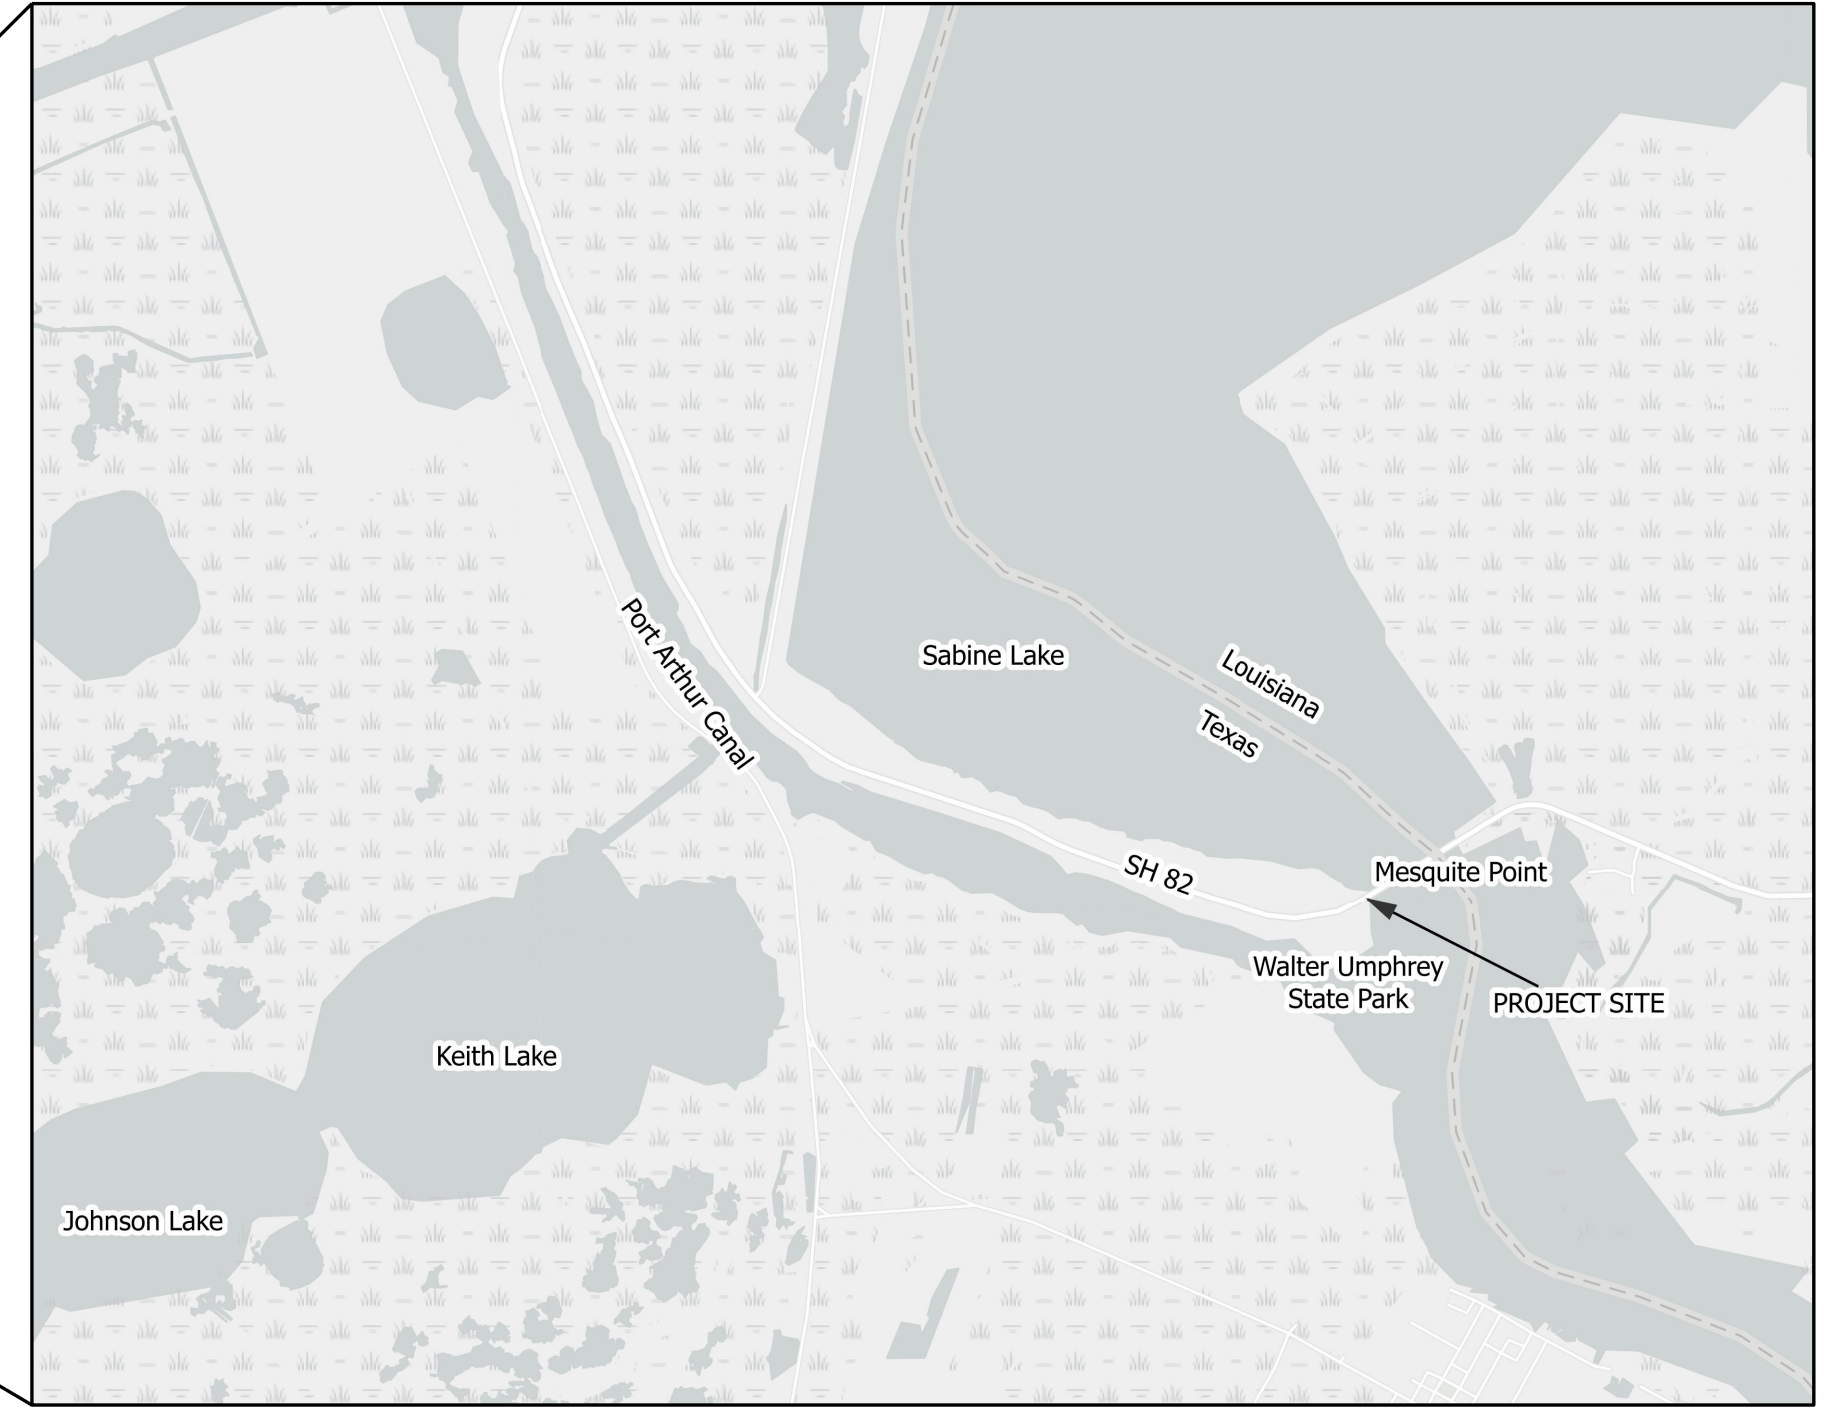 Port Arthur Canal
Sabine Lake
Louisiana
Texas
SH 82
Mesquite Point
Walter Umphrey
State Park
PROJECT SITE
Keith Lake
Johnson Lake